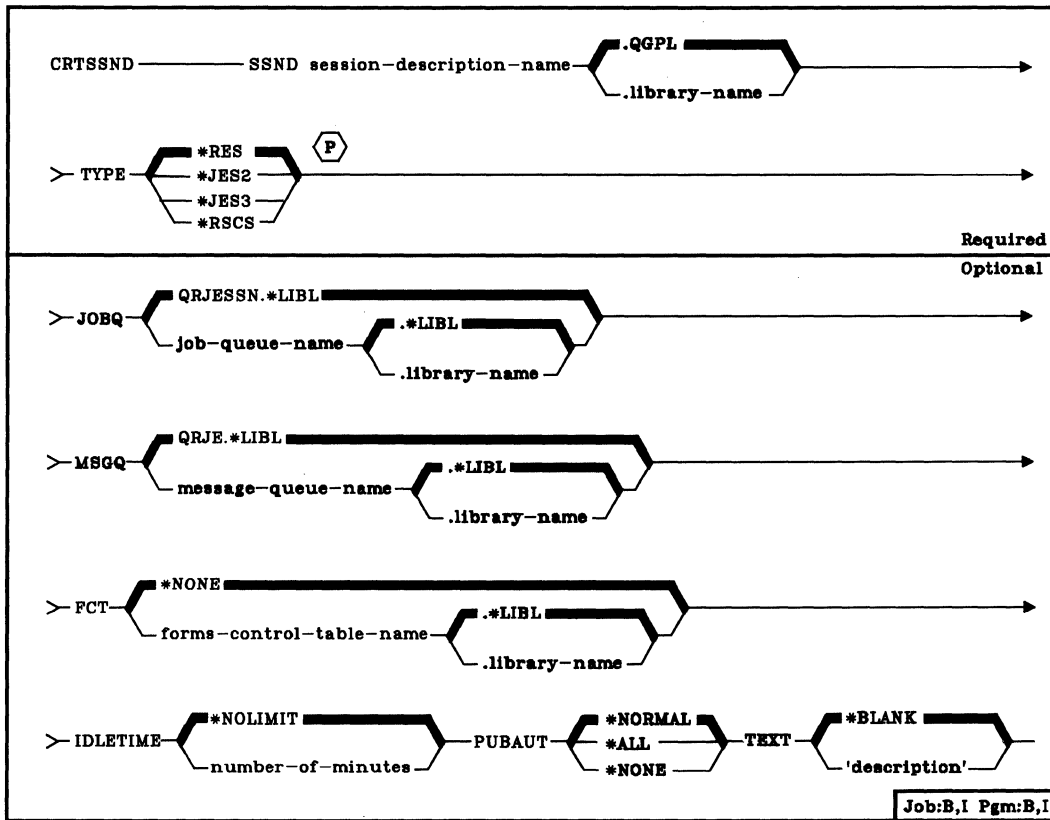 .QGPL
CRTSSND SSND session-description-name
.library-name
P
*RES
TYPE *JES2
*JES3
*RSCS
Required
Optional
QRJESSN.*LIBL
JOBQ .*LIBL
job-queue-name
.library-name
QRJE.*LIBL
MSGQ .*LIBL
message-queue-name
.library-name
*NONE
FCT .*LIBL
forms-control-table-name
.library-name
*NOLIMIT *NORMAL *BLANK
IDLETIME PUBAUT *ALL TEXT
number-of-minutes *NONE 'description'
Job:B,I Pgm:B,I